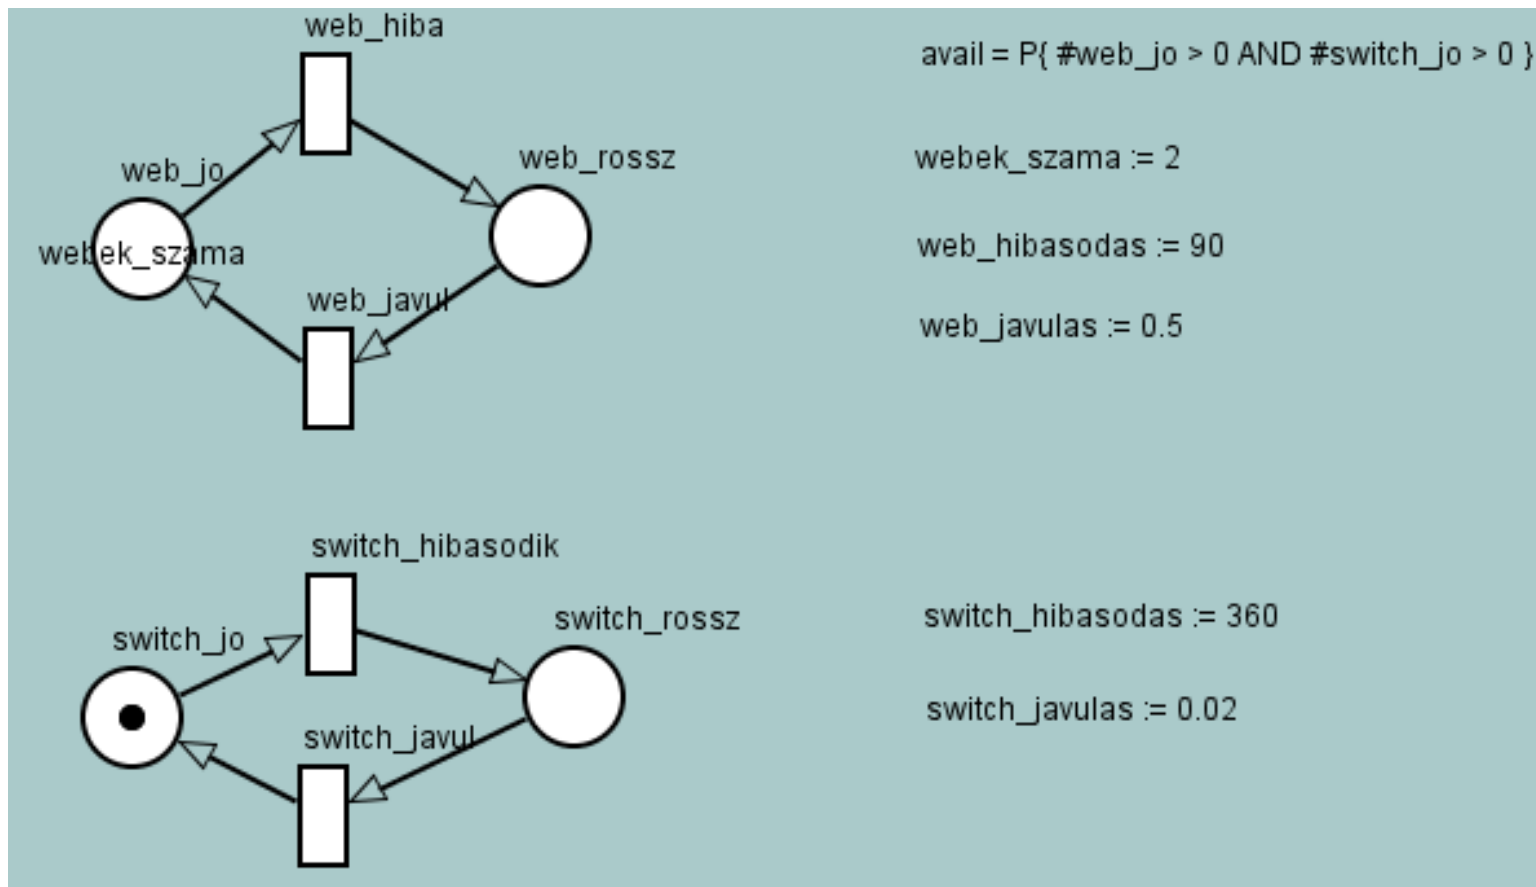 web_hiba
avail = P{ #web_jo > 0 AND #switch_jo > 0 }
web_jo
web_rossz
webek_szama := 2
webek_szama
web_hibasodas := 90
web_javul
web_javulas := 0.5
switch_hibasodik
switch_jo
switch_rossz
switch_hibasodas := 360
switch_javul
switch_javulas := 0.02